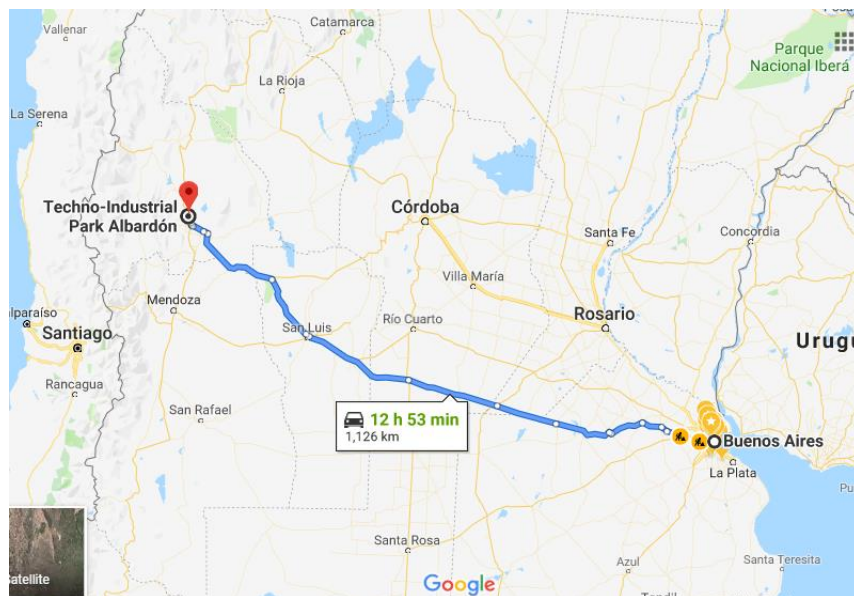 Vallenar
Catamarca
Parque
Nacional Iberá
La Rioja
La Serena
Techno-Industrial
Park Albardón
Córdoba
Santa Fe
Concordia
Villa María
Mendoza
alparaíso
San Luis
Río Cuarto
Rosario
Santiago
Urugu
Rancagua
San Rafael
12 h 53 min
1,126 km
Buenos Aires
La Plata
Santa Rosa
Azul
Santa Teresita
Satellite
Google